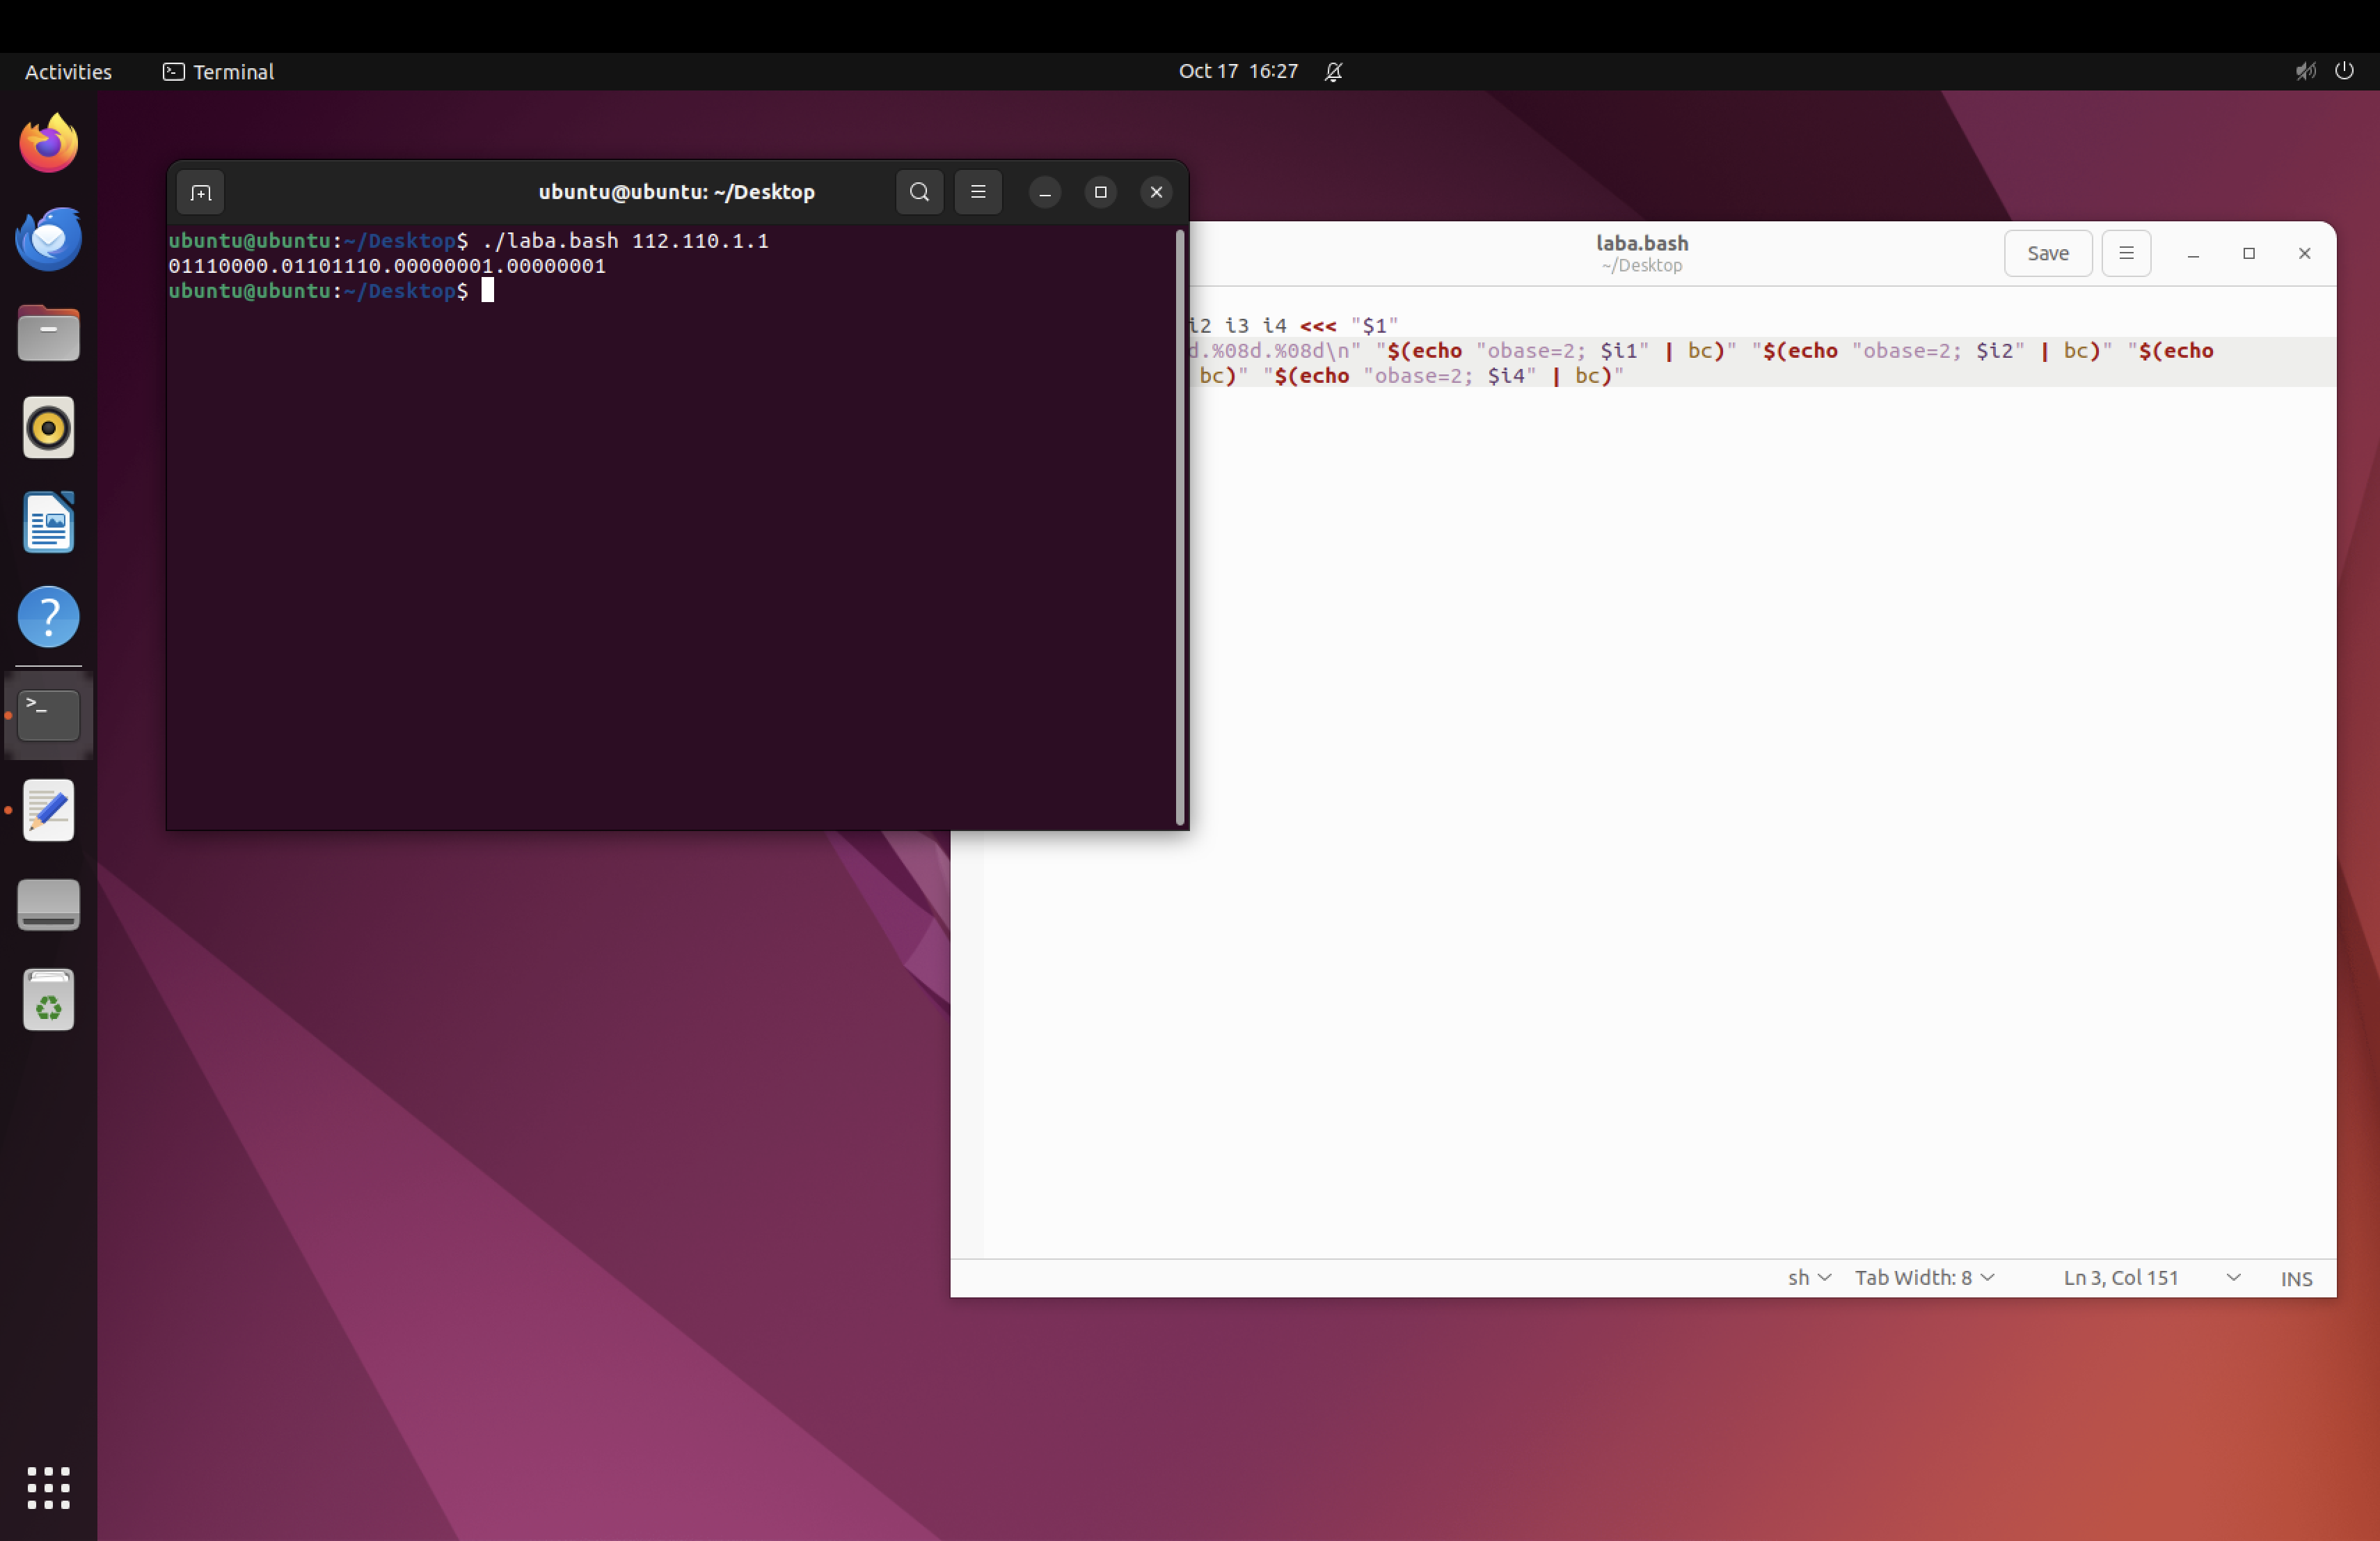 Activities Terminal Oct 17 16:27
ubuntu@ubuntu: ~/Desktop
ubuntu@ubuntu:~/Desktop$ ./laba.bash 112.110.1.1
01110000.01101110.00000001.00000001
ubuntu@ubuntu:~/Desktop$
laba.bash
~/Desktop
Save
i2 i3 i4 <<< "$1"
d.%08d.%08d\n" "$(echo "obase=2; $i1" | bc)" "$(echo "obase=2; $i2" | bc)" "$(echo
bc)" "$(echo "obase=2; $i4" | bc)"
sh Tab Width: 8 Ln 3, Col 151 INS